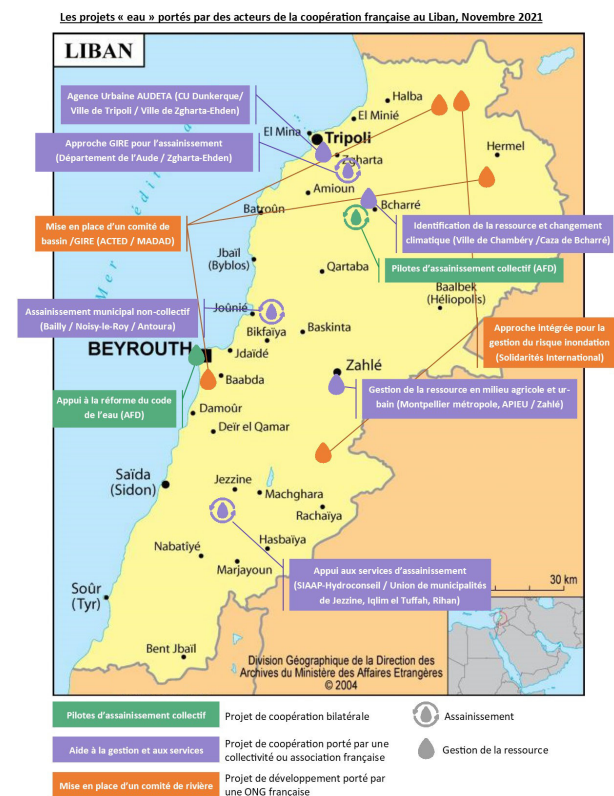 Les projets « eau » portés par des acteurs de la coopération française au Liban, Novembre 2021
LIBAN
Agence Urbaine AUDETA (CU Dunkerque/
Ville de Tripoli / Ville de Zgharta-Ehden)
Approche GIRE pour l'assainissement
(Département de l'Aude / Zgharta-Ehden)
Mer Médi
Halba
El Minié
El Mina
Tripoli
Zgharta
Hermel
Amioun
Batroûn
Bcharré
Mise en place d'un comité de
bassin /GIRE (ACTED / MADAD)
Identification de la ressource et changement
climatique (Ville de Chambéry /Caza de Bcharré)
Pilotes d'assainissement collectif (AFD)
Jbaïl
(Byblos)
Qartaba
Baalbek
(Héliopolis)
Assainissement municipal non-collectif
(Bailly / Noisy-le-Roy / Antoura)
Joûnié
Bikfaïya
Baskinta
Approche intégrée pour la
gestion du risque inondation
(Solidarités International)
BEYROUTH
Jdaïdé
Zahlé
Baabda
Appui à la réforme du code
de l'eau (AFD)
Gestion de la ressource en milieu agricole et ur-
bain (Montpellier métropole, APIEU / Zahlé)
Damoûr
Deïr el Qamar
Saïda
(Sidon)
Jezzine
Machghara
Rachaïya
Nabatîyé
Hasbaïya
Marjayoun
Appui aux services d'assainissement
(SIAAP-Hydroconseil / Union de municipalités
de Jezzine, Iqlim el Tuffah, Rihan)
30 km
Soûr
(Tyr)
Bent Jbaïl
Division Géographique de la Direction des
Archives du Ministère des Affaires Etrangères
© 2004
Pilotes d'assainissement collectif
Projet de coopération bilatérale
Assainissement
Aide à la gestion et aux services
Projet de coopération porté par une
collectivité ou association française
Gestion de la ressource
Mise en place d'un comité de rivière
Projet de développement porté par
une ONG française